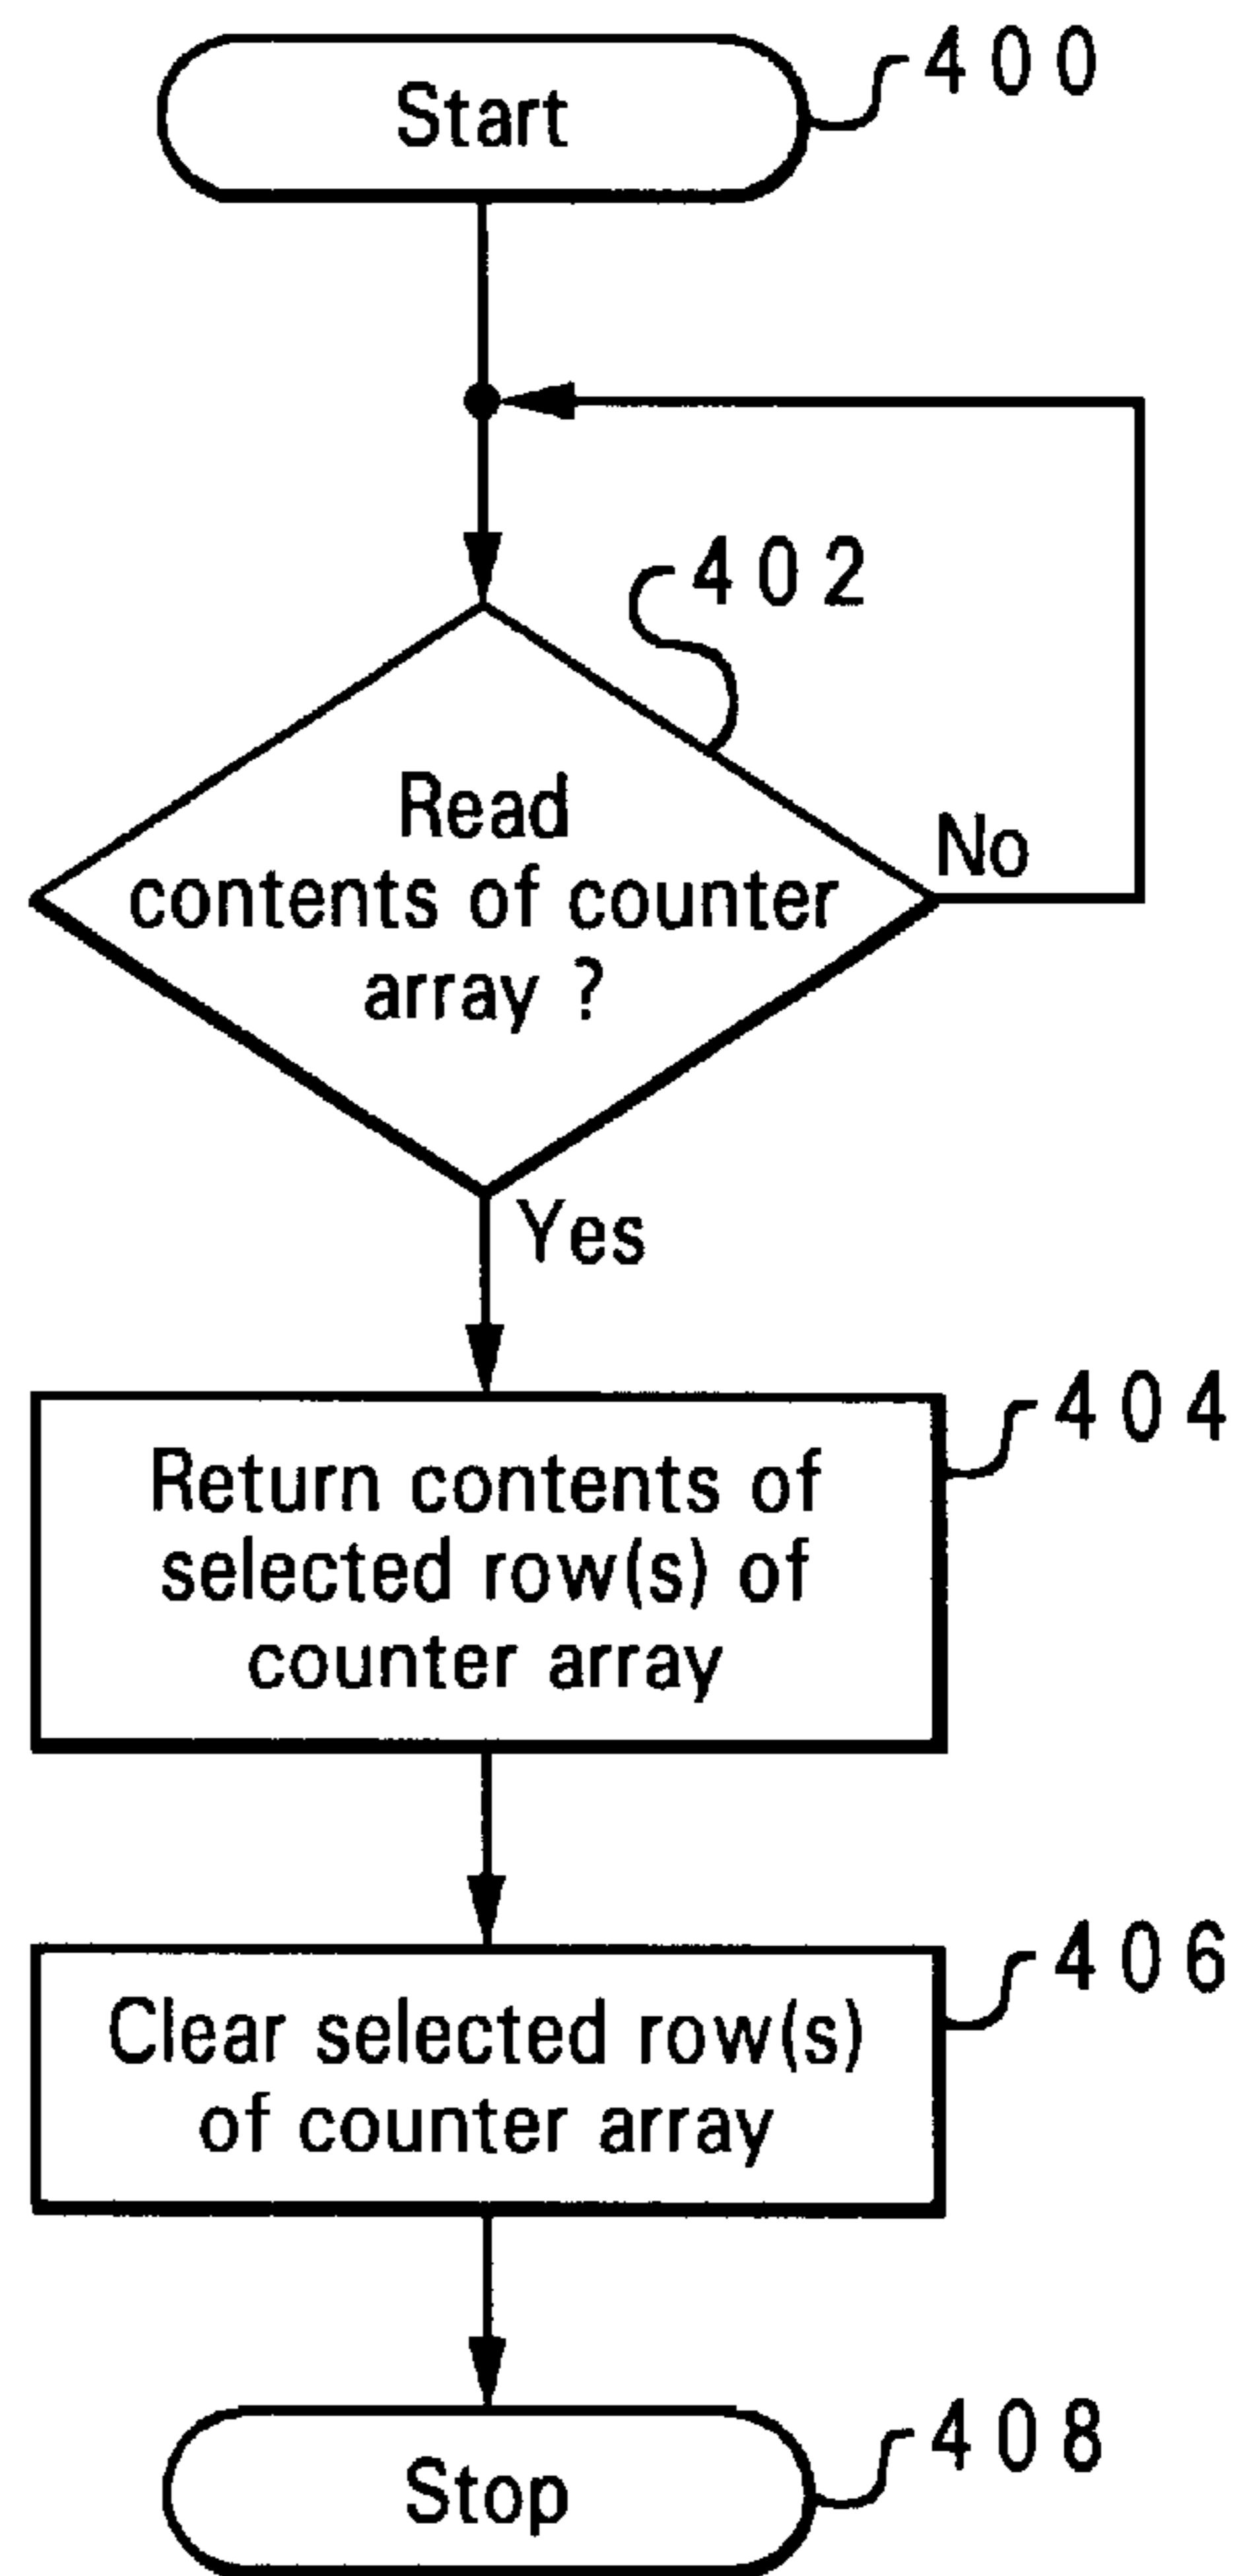 Start
400
402
Read
contents of counter
array ?
No
Yes
404
Return contents of
selected row(s) of
counter array
406
Clear selected row(s)
of counter array
Stop
408